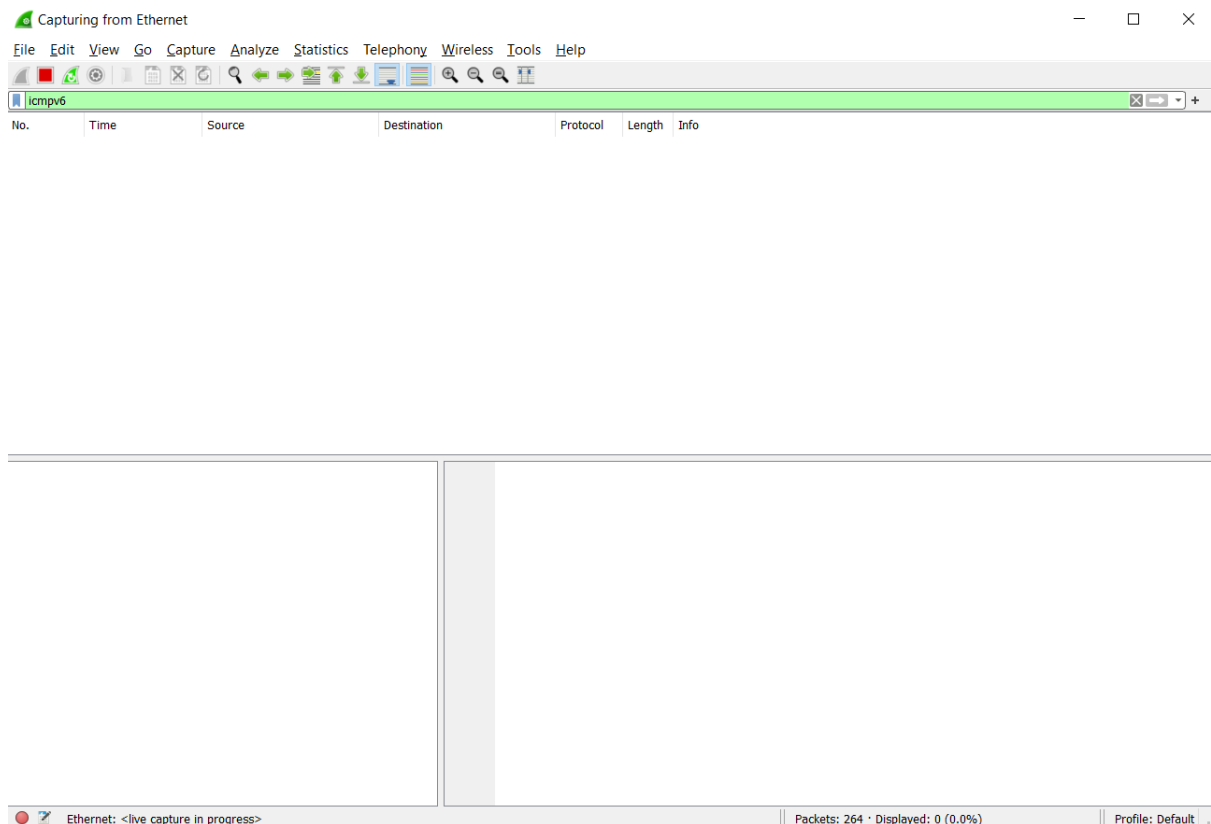 Capturing from Ethernet
File Edit View Go Capture Analyze Statistics Telephony Wireless Tools Help
icmpv6
No. Time Source Destination Protocol Length Info
Ethernet: <live capture in progress> Packets: 264 · Displayed: 0 (0.0%) Profile: Default